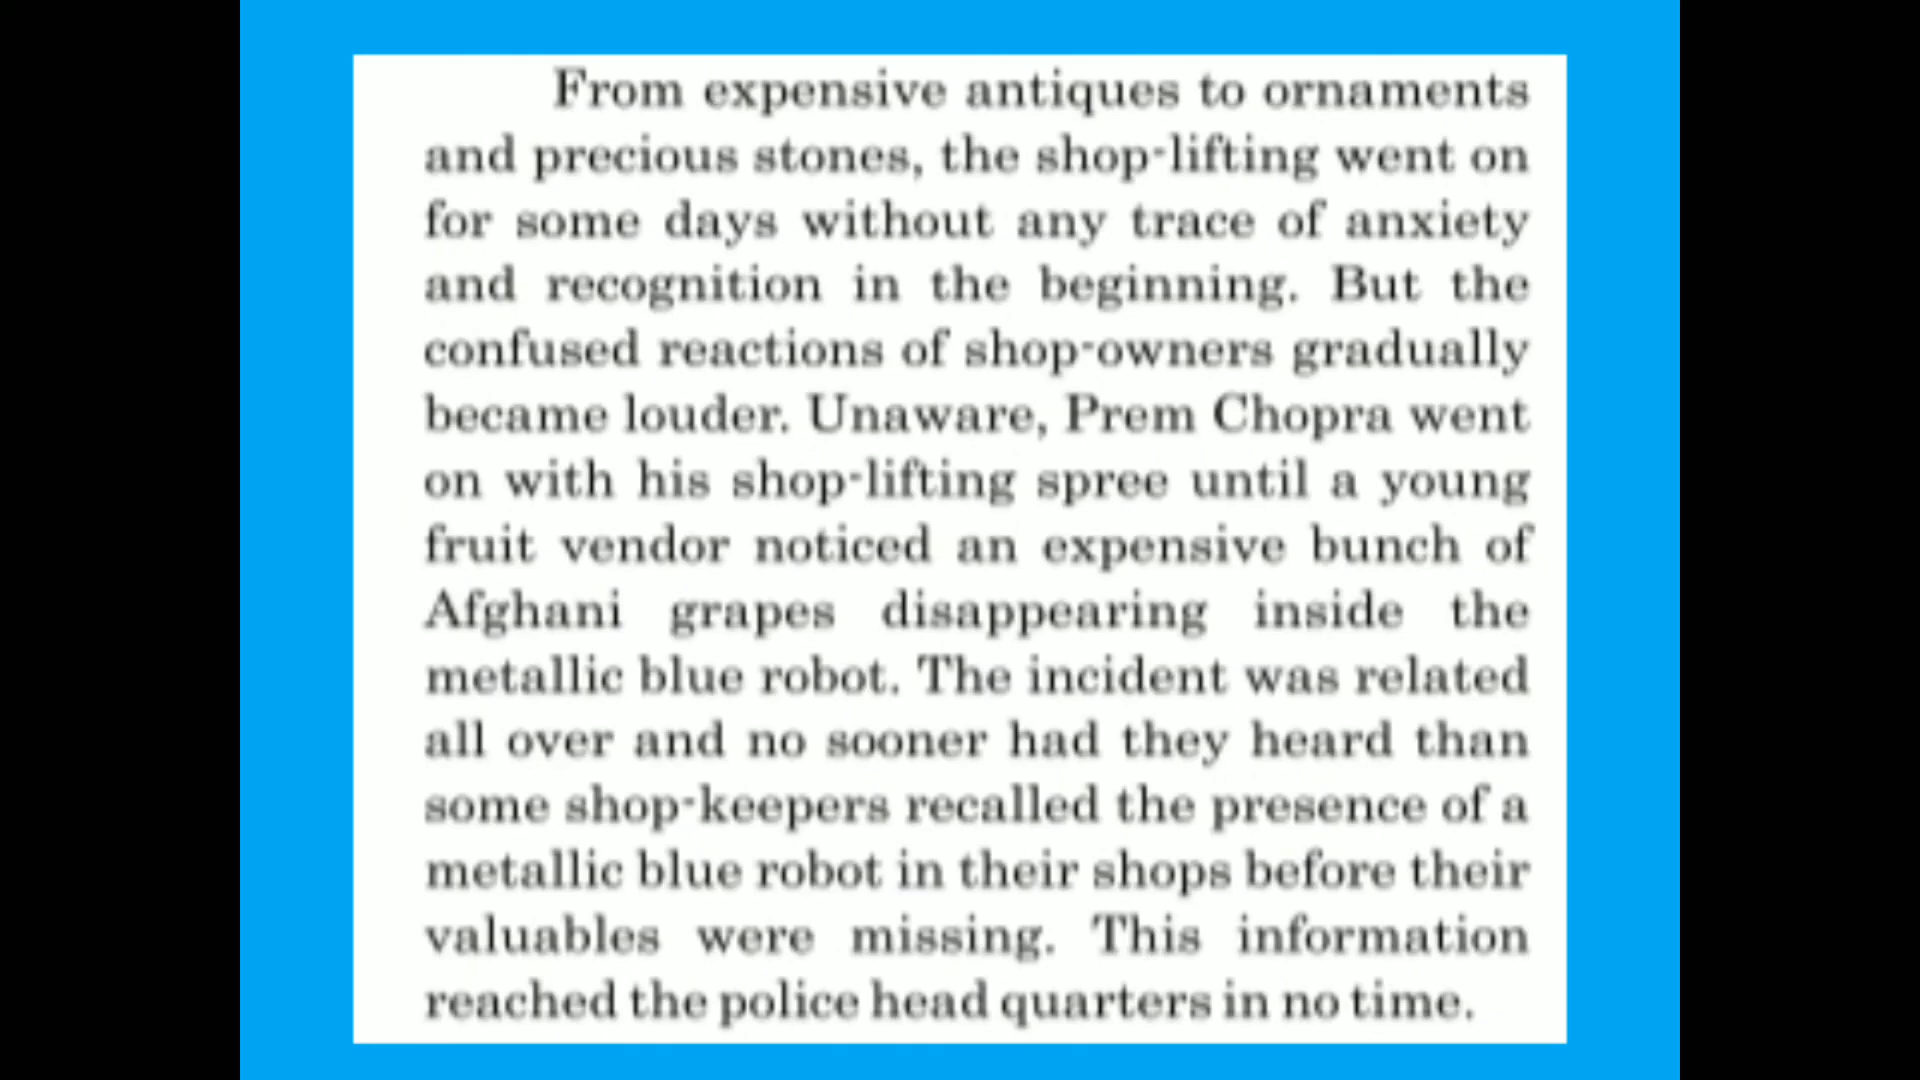 From expensive antiques to ornaments
and precious stones, the shop-lifting went on
for some days without any trace of anxiety
and recognition in the beginning. But the
confused reactions of shop-owners gradually
became louder. Unaware, Prem Chopra went
on with his shop-lifting spree until a young
fruit vendor noticed an expensive bunch of
Afghani grapes disappearing inside the
metallic blue robot. The incident was related
all over and no sooner had they heard than
some shop-keepers recalled the presence of a
metallic blue robot in their shops before their
valuables were missing. This information
reached the police head quarters in no time.